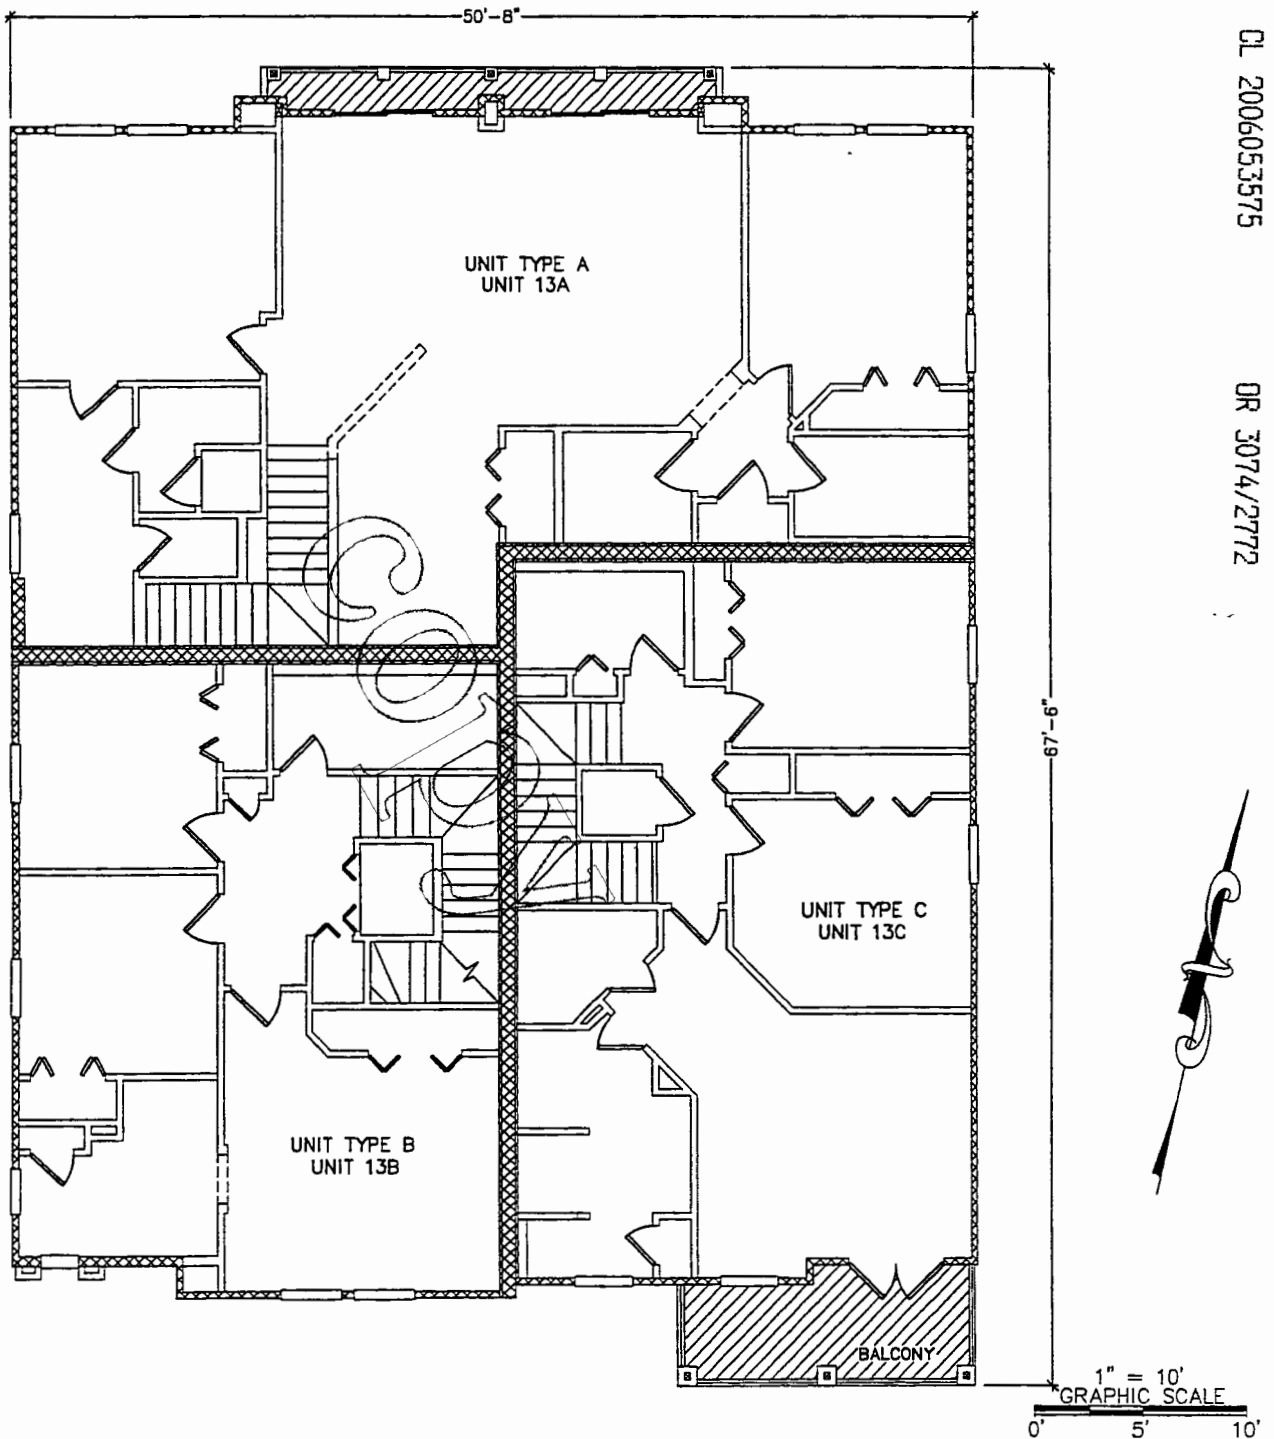 50'-8"
CL 2006053575 OR 3074/2772
UNIT TYPE A
UNIT 13A
COPY
67'-6"
UNIT TYPE C
UNIT 13C
UNIT TYPE B
UNIT 13B
BALCONY
1" = 10'
GRAPHIC SCALE
0' 5' 10'